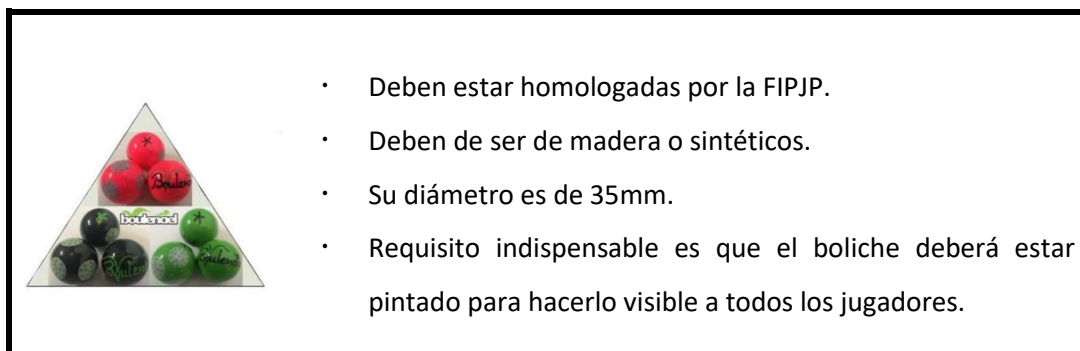 · Deben estar homologadas por la FIPJP.
· Deben de ser de madera o sintéticos.
· Su diámetro es de 35mm.
· Requisito indispensable es que el boliche deberá estar
pintado para hacerlo visible a todos los jugadores.